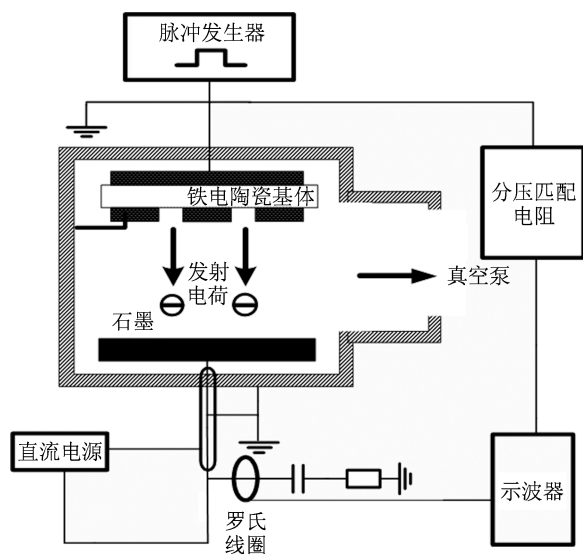 脉冲发生器
铁电陶瓷基体
分压匹配
电阻
发射
电荷
真空泵
石墨
直流电源
罗氏
线圈
示波器